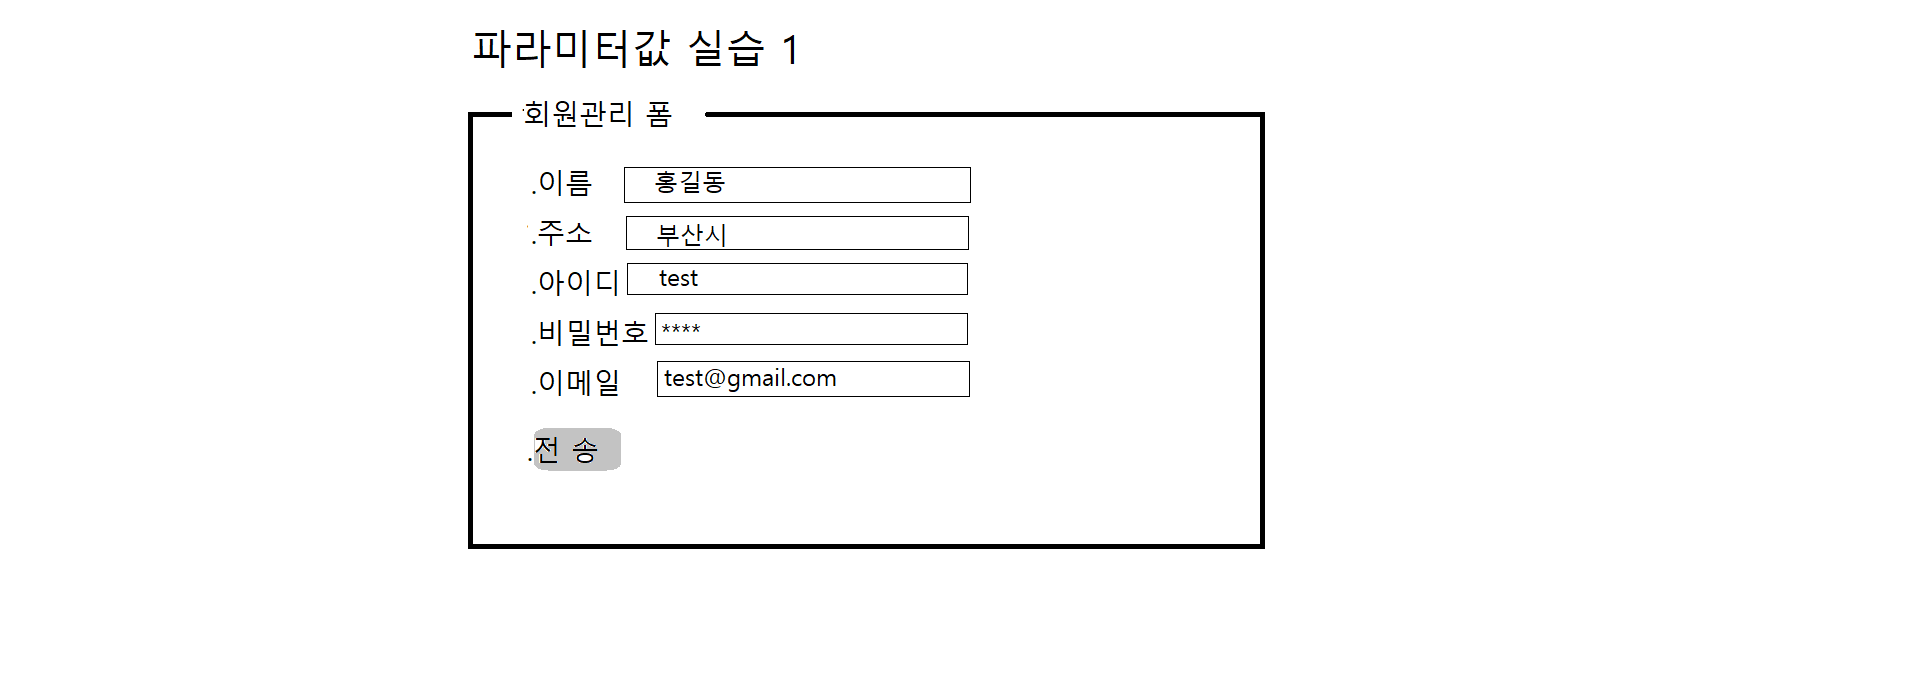 파라미터값 실습 1
회원관리 폼
.이름 홍길동
.주소 부산시
.아이디 test
.비밀번호 ****
.이메일 test@gmail.com
.전 송